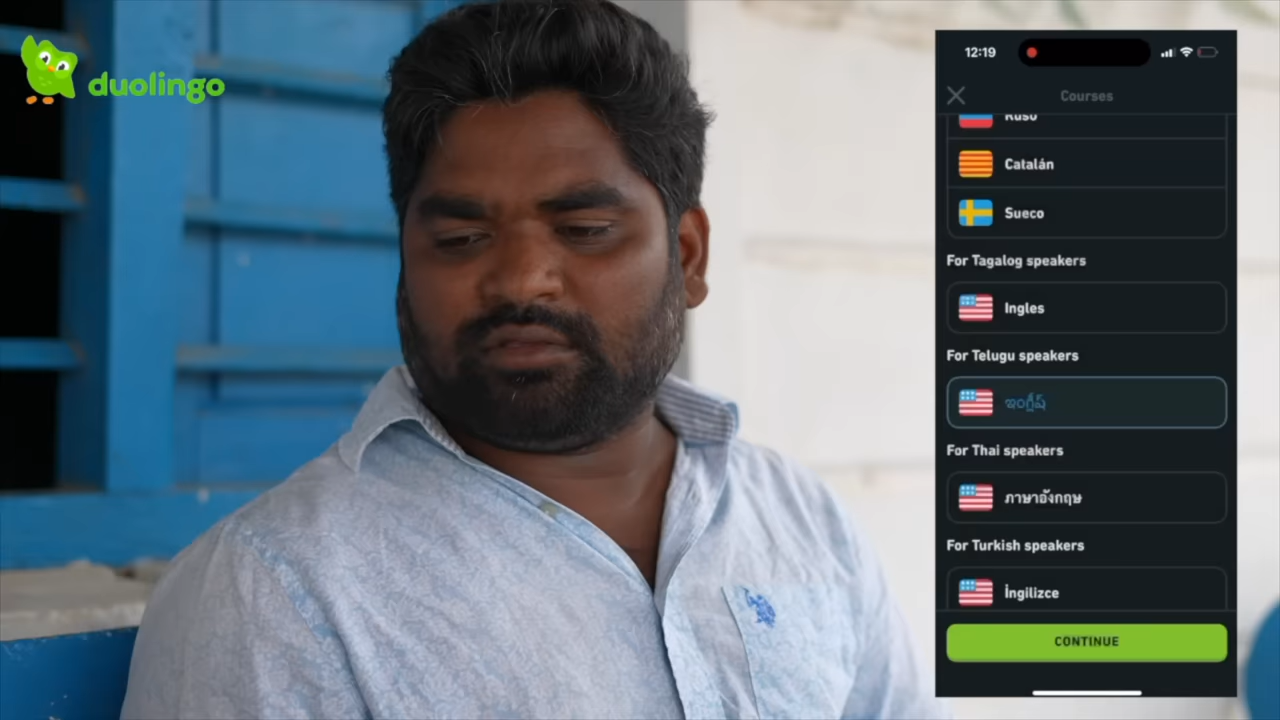 duolingo
12:19
Courses
Ruso
Catalán
Sueco
For Tagalog speakers
Ingles
For Telugu speakers
ఇంగ్లీష్
For Thai speakers
ภาษาอังกฤษ
For Turkish speakers
İngilizce
CONTINUE